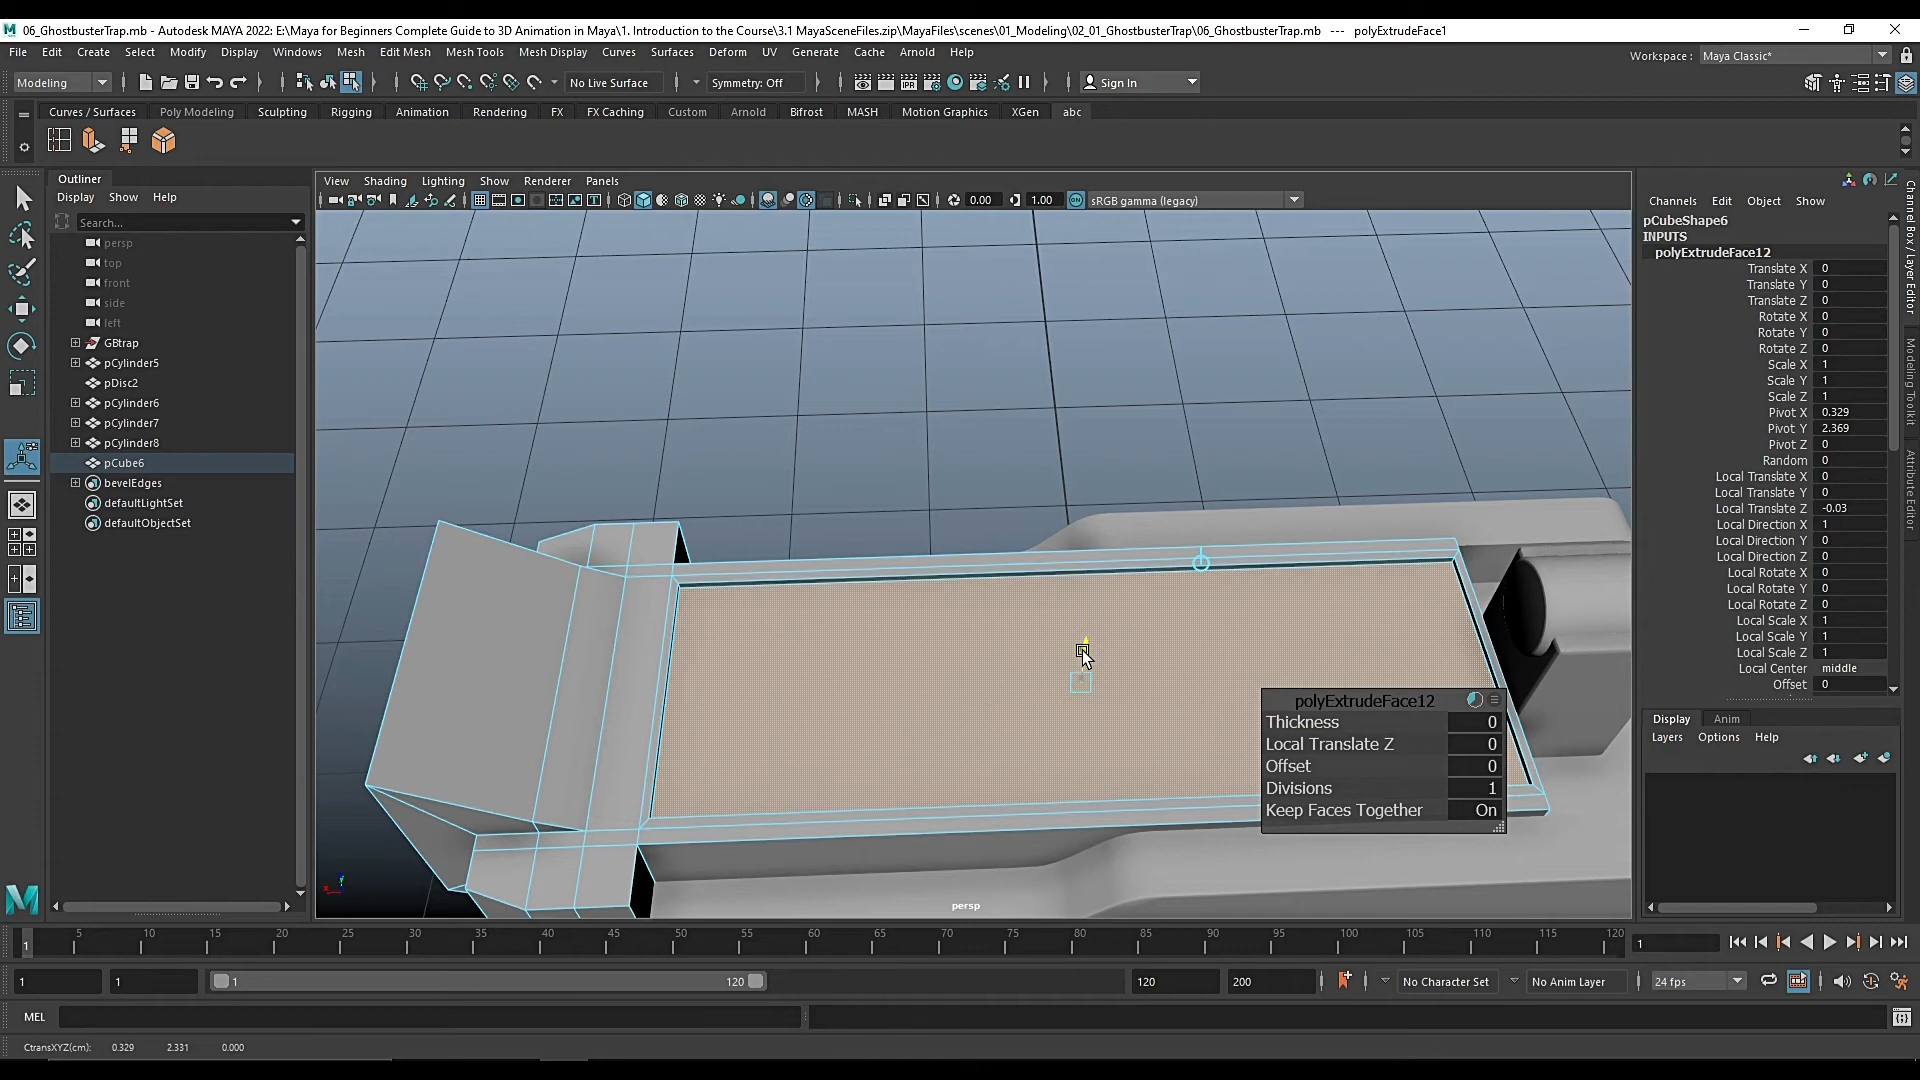 06_GhostbusterTrap.mb - Autodesk MAYA 2022: E:\Maya for Beginners Complete Guide to 3D Animation in Maya\1. Introduction to the Course\3.1 MayaSceneFiles.zip\MayaFiles\scenes\01_Modeling\02_01_GhostbusterTrap\06_GhostbusterTrap.mb --- polyExtrudeFace1
File Edit Create Select Modify Display Windows Mesh Edit Mesh Mesh Tools Mesh Display Curves Surfaces Deform UV Generate Cache Arnold Help
Workspace : Maya Classic*
Modeling No Live Surface Symmetry: Off IPR Sign In
Curves / Surfaces Poly Modeling Sculpting Rigging Animation Rendering FX FX Caching Custom Arnold Bifrost MASH Motion Graphics XGen abc
Outliner
Display Show Help
Search...
persp
top
front
side
left
GBtrap
pCylinder5
pDisc2
pCylinder6
pCylinder7
pCylinder8
pCube6
bevelEdges
defaultLightSet
defaultObjectSet
View Shading Lighting Show Renderer Panels
0.00 1.00 ON sRGB gamma (legacy)
polyExtrudeFace12
Thickness 0
Local Translate Z 0
Offset 0
Divisions 1
Keep Faces Together On
persp
Channels Edit Object Show
pCubeShape6
INPUTS
polyExtrudeFace12
Translate X 0
Translate Y 0
Translate Z 0
Rotate X 0
Rotate Y 0
Rotate Z 0
Scale X 1
Scale Y 1
Scale Z 1
Pivot X 0.329
Pivot Y 2.369
Pivot Z 0
Random 0
Local Translate X 0
Local Translate Y 0
Local Translate Z -0.03
Local Direction X 1
Local Direction Y 0
Local Direction Z 0
Local Rotate X 0
Local Rotate Y 0
Local Rotate Z 0
Local Scale X 1
Local Scale Y 1
Local Scale Z 1
Local Center middle
Offset 0
Channel Box / Layer Editor
Modeling Toolkit
Attribute Editor
Display Anim
Layers Options Help
1 5 10 15 20 25 30 35 40 45 50 55 60 65 70 75 80 85 90 95 100 105 110 115 120 1
1 1 1 120 120 200 No Character Set No Anim Layer 24 fps
MEL
CtransXYZ(cm): 0.329 2.331 0.000